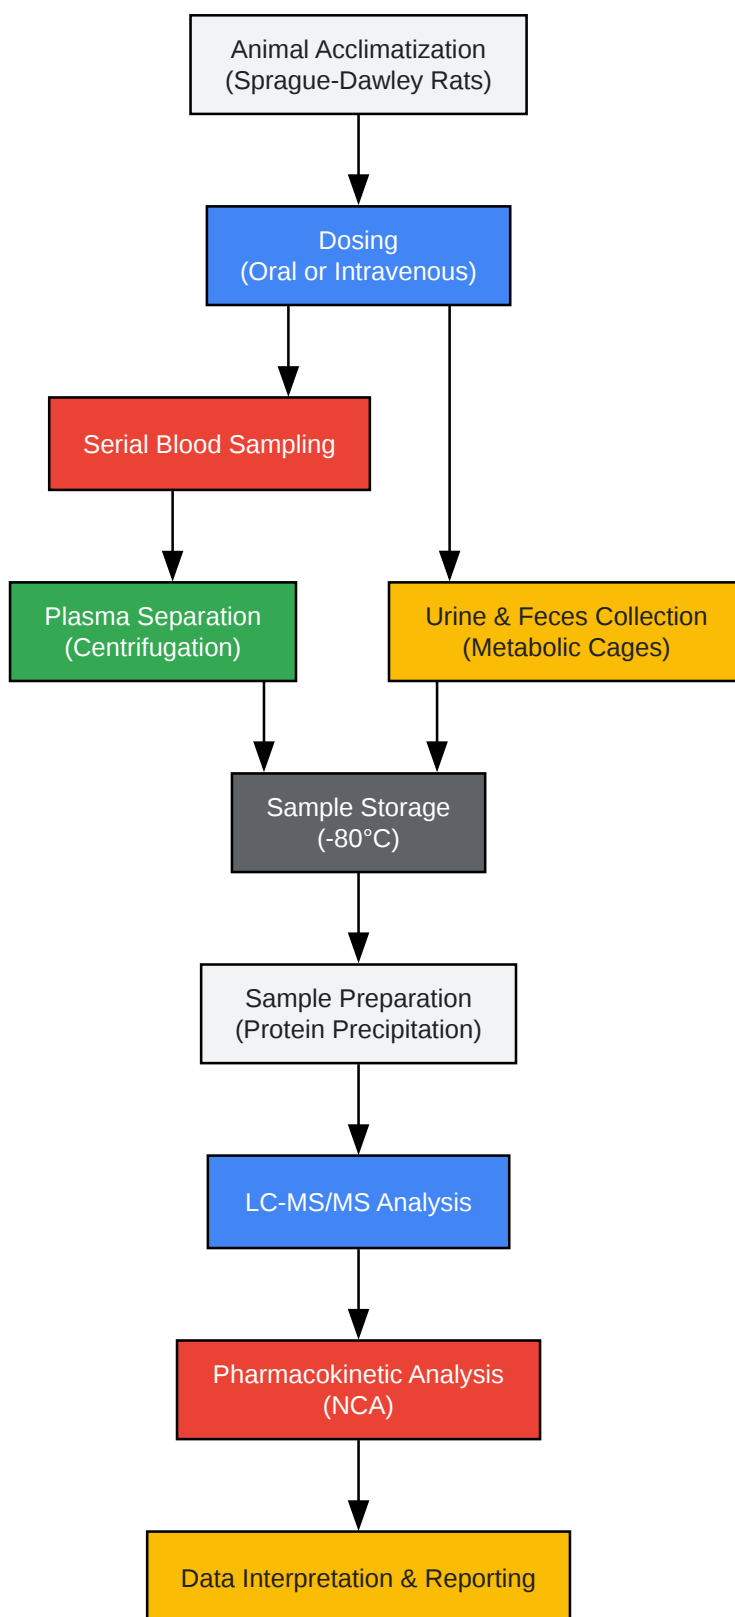 Animal Acclimatization
(Sprague-Dawley Rats)
Dosing
(Oral or Intravenous)
Serial Blood Sampling
Plasma Separation
(Centrifugation)
Urine & Feces Collection
(Metabolic Cages)
Sample Storage
(-80°C)
Sample Preparation
(Protein Precipitation)
LC-MS/MS Analysis
Pharmacokinetic Analysis
(NCA)
Data Interpretation & Reporting